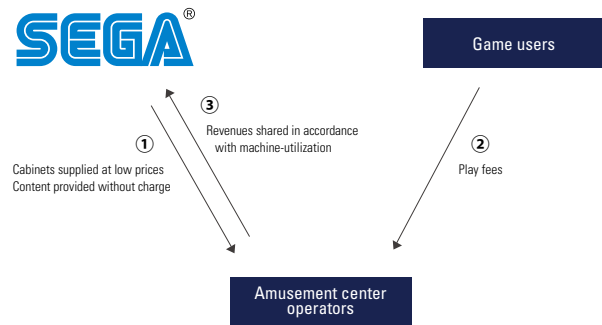 SEGA®
Game users
③
Revenues shared in accordance
with machine-utilization
①
Cabinets supplied at low prices
Content provided without charge
②
Play fees
Amusement center
operators